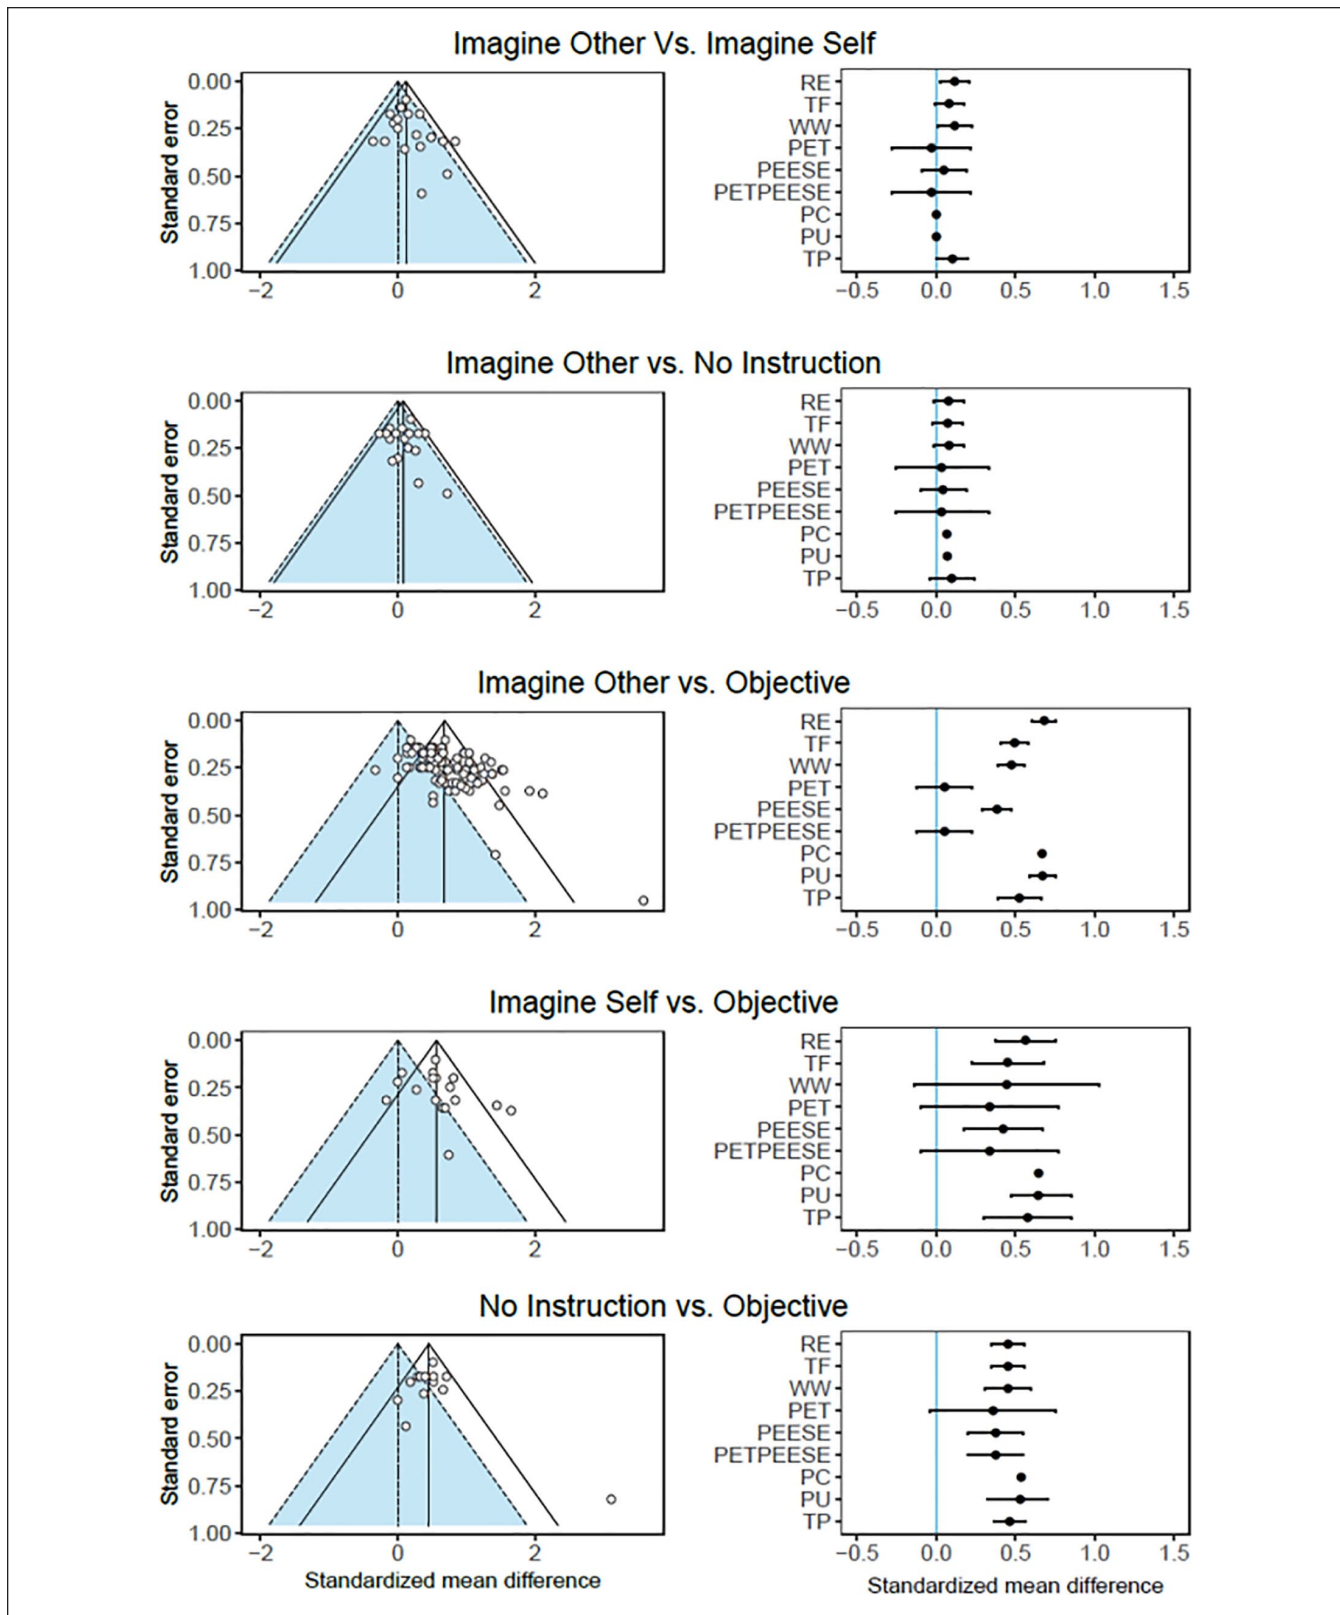 Imagine Other Vs. Imagine Self
Standard error
0.00
0.25
0.50
0.75
1.00
−2 0 2
RE
TF
WW
PET
PEESE
PETPEESE
PC
PU
TP
−0.5 0.0 0.5 1.0 1.5
Imagine Other vs. No Instruction
Standard error
0.00
0.25
0.50
0.75
1.00
−2 0 2
RE
TF
WW
PET
PEESE
PETPEESE
PC
PU
TP
−0.5 0.0 0.5 1.0 1.5
Imagine Other vs. Objective
Standard error
0.00
0.25
0.50
0.75
1.00
−2 0 2
RE
TF
WW
PET
PEESE
PETPEESE
PC
PU
TP
−0.5 0.0 0.5 1.0 1.5
Imagine Self vs. Objective
Standard error
0.00
0.25
0.50
0.75
1.00
−2 0 2
RE
TF
WW
PET
PEESE
PETPEESE
PC
PU
TP
−0.5 0.0 0.5 1.0 1.5
No Instruction vs. Objective
Standard error
0.00
0.25
0.50
0.75
1.00
−2 0 2
Standardized mean difference
RE
TF
WW
PET
PEESE
PETPEESE
PC
PU
TP
−0.5 0.0 0.5 1.0 1.5
Standardized mean difference